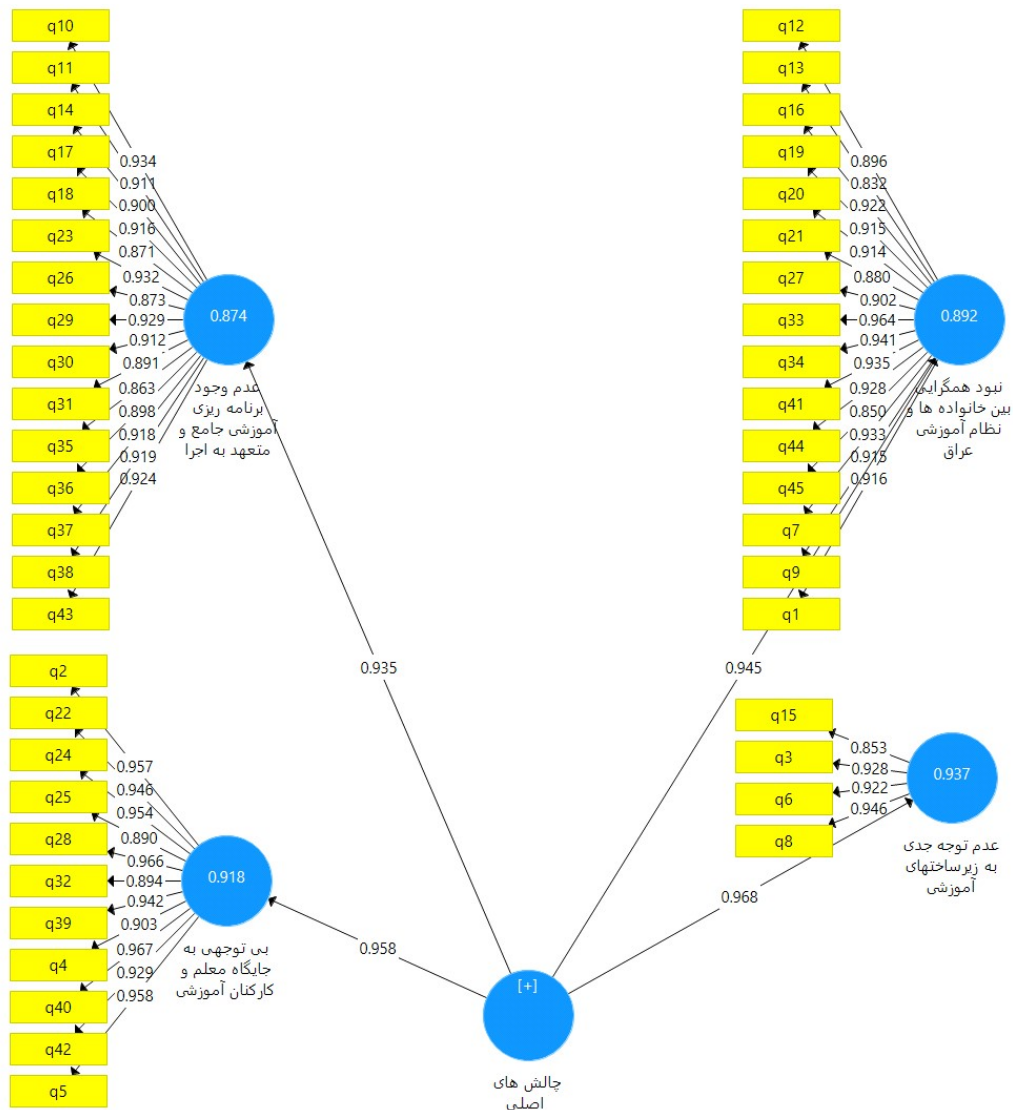 q10
q11
q14
q17
q18
q23
q26
q29
q30
q31
q35
q36
q37
q38
q43
0.934
0.911
0.900
0.916
0.871
0.932
0.873
0.929
0.912
0.891
0.863
0.898
0.918
0.919
0.924
0.874
عدم وجود
برنامه ریزی
آموزشی جامع و
متعهد به اجرا
q12
q13
q16
q19
q20
q21
q27
q33
q34
q41
q44
q45
q7
q9
q1
0.896
0.832
0.922
0.915
0.914
0.880
0.902
0.964
0.941
0.935
0.928
0.850
0.933
0.915
0.916
0.892
نبود همگرایی
بین خانواده ها و
نظام آموزشی
عراق
0.935
0.945
q2
q22
q24
q25
q28
q32
q39
q4
q40
q42
q5
0.957
0.946
0.954
0.890
0.966
0.894
0.942
0.903
0.967
0.929
0.958
0.918
بی توجهی به
جایگاه معلم و
کارکنان آموزشی
q15
q3
q6
q8
0.853
0.928
0.922
0.946
0.937
عدم توجه جدی
به زیرساختهای
آموزشی
0.958
0.968
[+]
چالش های
اصلی